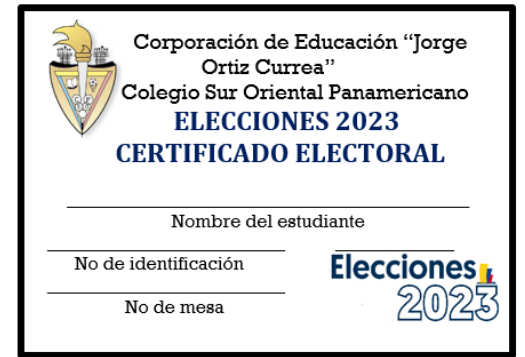 Corporación de Educación “Jorge
Ortiz Currea”
Colegio Sur Oriental Panamericano
ELECCIONES 2023
CERTIFICADO ELECTORAL
Nombre del estudiante
No de identificación
No de mesa
Elecciones
2023